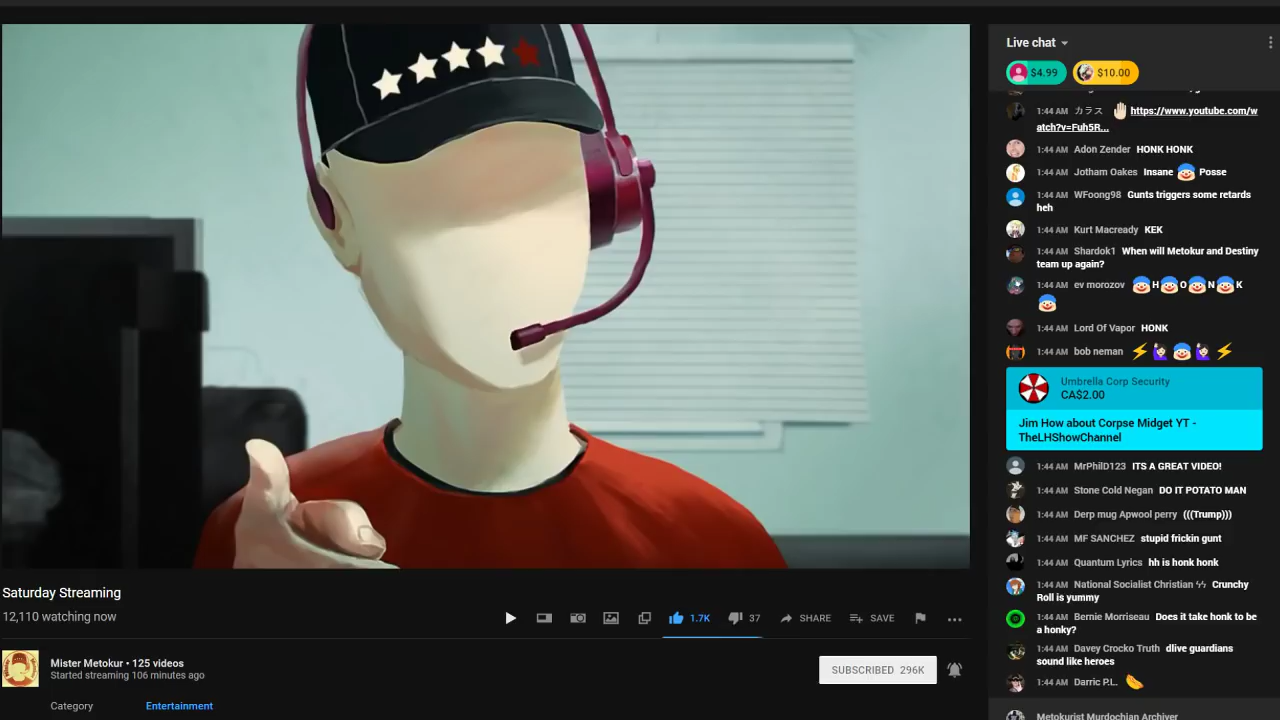 Saturday Streaming
12,110 watching now
1.7K
37
SHARE
SAVE
Mister Metokur • 125 videos
Started streaming 106 minutes ago
SUBSCRIBED 296K
Category
Entertainment
Live chat
$4.99
$10.00
1:44 AM カラス 🤚🏻 https://www.youtube.com/w
atch?v=Fuh5R...
1:44 AM Adon Zender HONK HONK
1:44 AM Jotham Oakes Insane 🤡 Posse
1:44 AM WFoong98 Gunts triggers some retards
heh
1:44 AM Kurt Macready KEK
1:44 AM Shardok1 When will Metokur and Destiny
team up again?
1:44 AM ev morozov 🤡H🤡O🤡N🤡K
🤡
1:44 AM Lord Of Vapor HONK
1:44 AM bob neman ⚡🙋🏻‍♀️🤡🙋🏻‍♀️⚡
Umbrella Corp Security
CA$2.00
Jim How about Corpse Midget YT -
TheLHShowChannel
1:44 AM MrPhilD123 ITS A GREAT VIDEO!
1:44 AM Stone Cold Negan DO IT POTATO MAN
1:44 AM Derp mug Apwool perry (((Trump)))
1:44 AM MF SANCHEZ stupid frickin gunt
1:44 AM Quantum Lyrics hh is honk honk
1:44 AM National Socialist Christian ϟϟ Crunchy
Roll is yummy
1:44 AM Bernie Morriseau Does it take honk to be
a honky?
1:44 AM Davey Crocko Truth dlive guardians
sound like heroes
1:44 AM Darric P.L. 🌭
Metokurist Murdochian Archiver